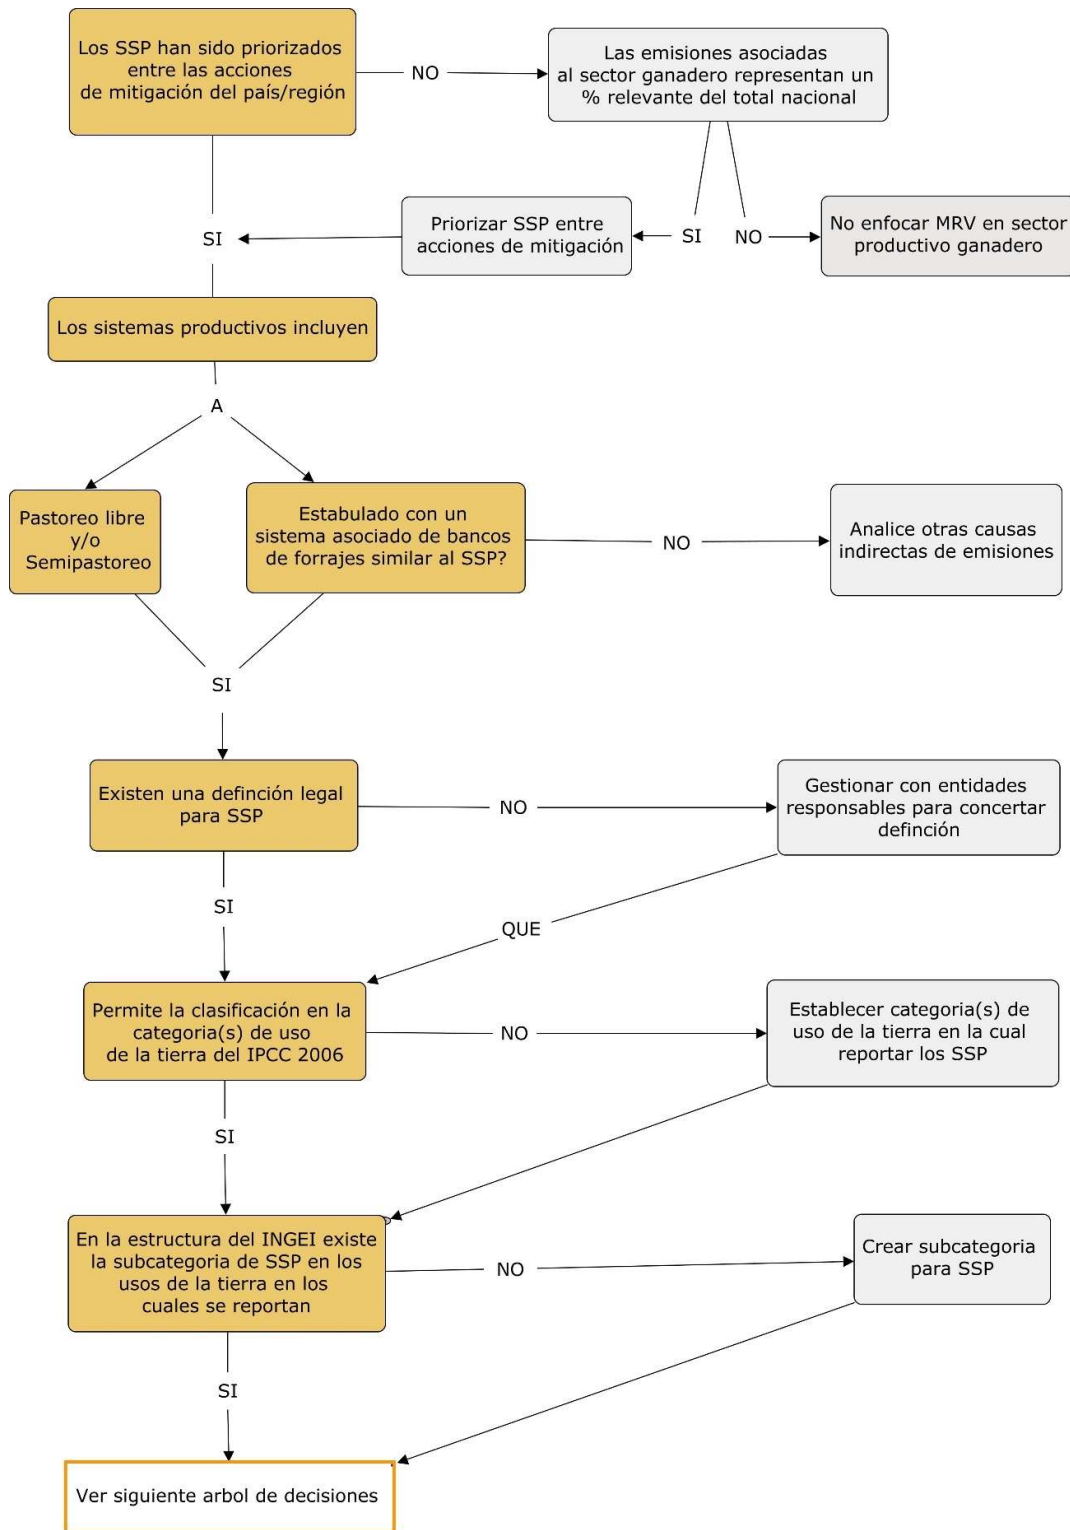 Los SSP han sido priorizados
entre las acciones
de mitigación del país/región
NO
Las emisiones asociadas
al sector ganadero representan un
% relevante del total nacional
SI
Priorizar SSP entre
acciones de mitigación
SI
NO
No enfocar MRV en sector
productivo ganadero
Los sistemas productivos incluyen
A
Pastoreo libre
y/o
Semipastoreo
Estabulado con un
sistema asociado de bancos
de forrajes similar al SSP?
NO
Analice otras causas
indirectas de emisiones
SI
Existen una definción legal
para SSP
NO
Gestionar con entidades
responsables para concertar
definción
SI
QUE
Permite la clasificación en la
categoria(s) de uso
de la tierra del IPCC 2006
NO
Establecer categoria(s) de
uso de la tierra en la cual
reportar los SSP
SI
En la estructura del INGEI existe
la subcategoria de SSP en los
usos de la tierra en los
cuales se reportan
NO
Crear subcategoria
para SSP
SI
Ver siguiente arbol de decisiones